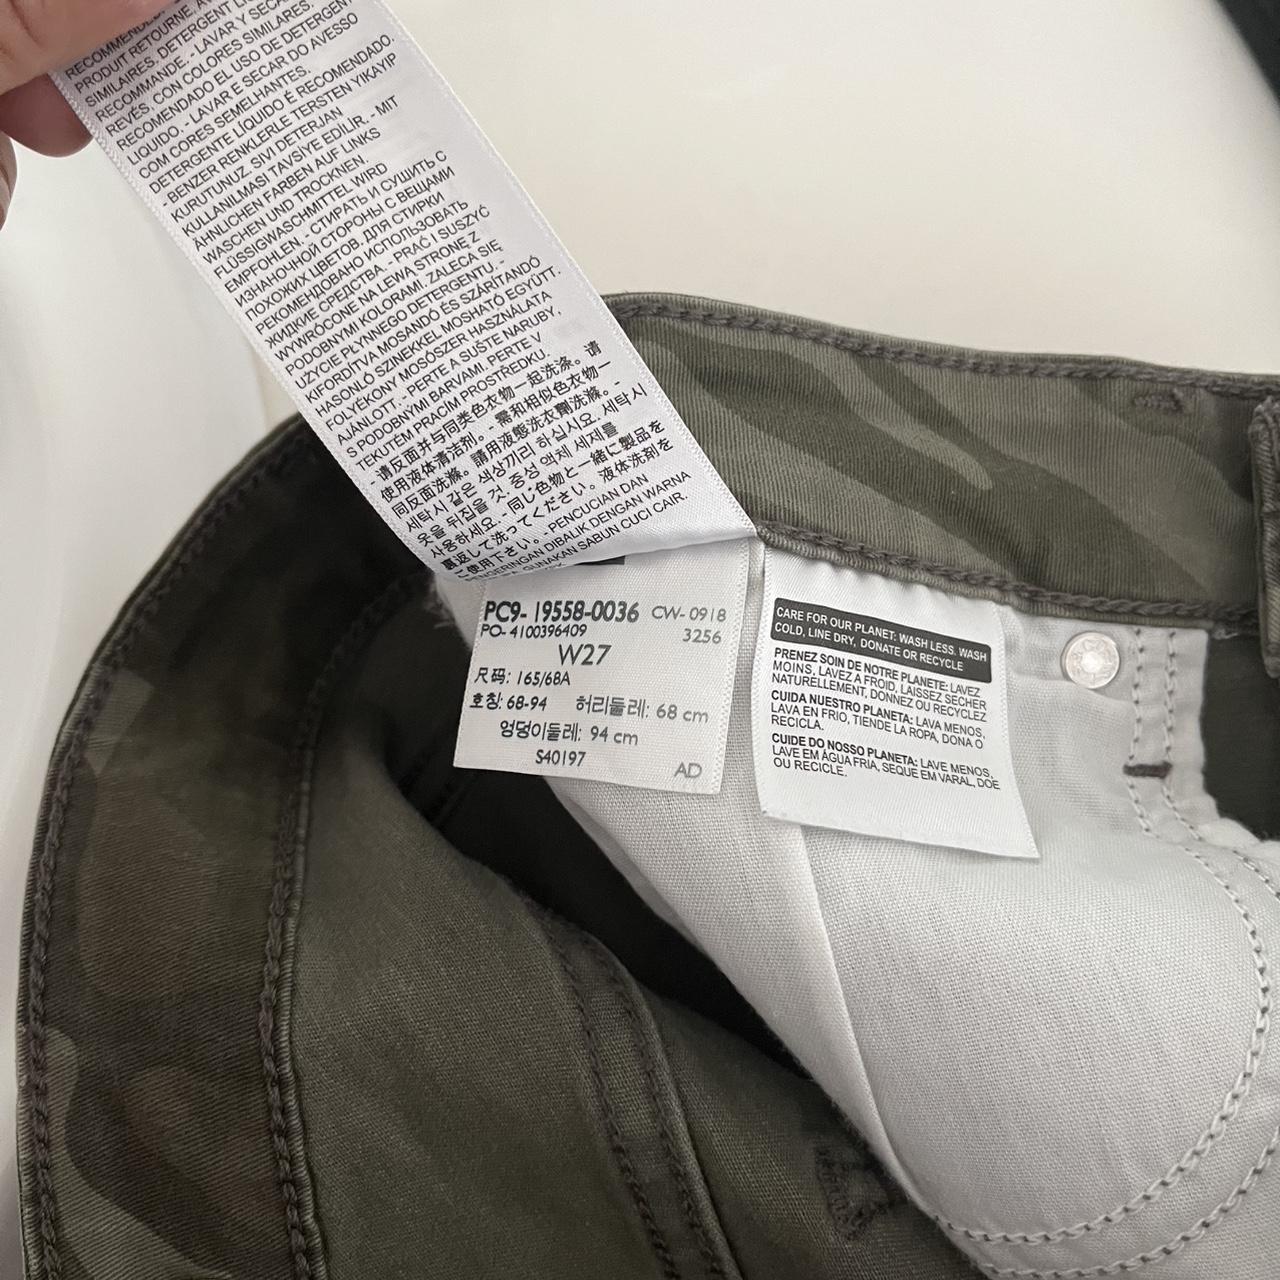 RECOMMENDED.
PRODUIT RETOURNE, 
SIMILAIRES. DETERGENT
RECOMMANDE. - LAVAR Y SECAR
REVÉS, CON COLORES SIMILARES.
RECOMENDADO EL USO DE DETERGENTE
LIQUIDO. - LAVAR E SECAR DO AVESSO
COM CORES SEMELHANTES.
DETERGENTE LÍQUIDO É RECOMENDADO.
BENZER RENKLERLE TERSTEN YIKAYIP
KURUTUNUZ. SIVI DETERJAN
KULLANILMASI TAVSİYE EDİLİR. - MIT
ÄHNLICHEN FARBEN AUF LINKS
WASCHEN UND TROCKNEN.
FLÜSSIGWASCHMITTEL WIRD
EMPFOHLEN. - СТИРАТЬ И СУШИТЬ С
ИЗНАНОЧНОЙ СТОРОНЫ С ВЕЩАМИ
ПОХОЖИХ ЦВЕТОВ. ДЛЯ СТИРКИ
РЕКОМЕНДОВАНО ИСПОЛЬЗОВАТЬ
ЖИДКИЕ СРЕДСТВА. - PRAĆ I SUSZYĆ
WYWRÓCONE NA LEWĄ STRONĘ Z
PODOBNYMI KOLORAMI. ZALECA SIĘ
UŻYCIE PŁYNNEGO DETERGENTU. -
KIFORDÍTVA MOSANDÓ ÉS SZÁRÍTANDÓ
HASONLÓ SZINEKKEL MOSHATÓ EGYÜTT.
FOLYÉKONY MOSÓSZER HASZNÁLATA
AJÁNLOTT. - PERTE A SUŠTE NARUBY,
S PODOBNÝMI BARVAMI. PERTE V
TEKUTÉM PRACÍM PROSTŘEDKU.
- 请反面并与同类色衣物一起洗涤。请
使用液体清洁剂。- 需和相似色衣物一
同反面洗滌。請用液態洗衣劑洗滌。-
세탁시 같은 색상끼리 하십시오. 세탁시
옷을 뒤집을 것 중성 액체 세제를
사용하세요. - 同じ色物と一緒に製品を
裏返して洗ってください。液体洗剤を
ご使用下さい。- PENCUCIAN DAN
PENGERINGAN DIBALIK DENGAN WARNA
GUNAKAN SABUN CUCI CAIR.
PC9- 19558-0036 CW- 0918
PO- 4100396409 3256
W27
尺码: 165/68A
호칭: 68-94 허리둘레: 68 cm
엉덩이둘레: 94 cm
S40197
AD
CARE FOR OUR PLANET: WASH LESS, WASH
COLD, LINE DRY, DONATE OR RECYCLE
PRENEZ SOIN DE NOTRE PLANETE: LAVEZ
MOINS, LAVEZ A FROID, LAISSEZ SECHER
NATURELLEMENT, DONNEZ OU RECYCLEZ
CUIDA NUESTRO PLANETA: LAVA MENOS,
LAVA EN FRIO, TIENDE LA ROPA, DONA O
RECICLA.
CUIDE DO NOSSO PLANETA: LAVE MENOS,
LAVE EM ÁGUA FRIA, SEQUE EM VARAL, DOE
OU RECICLE.